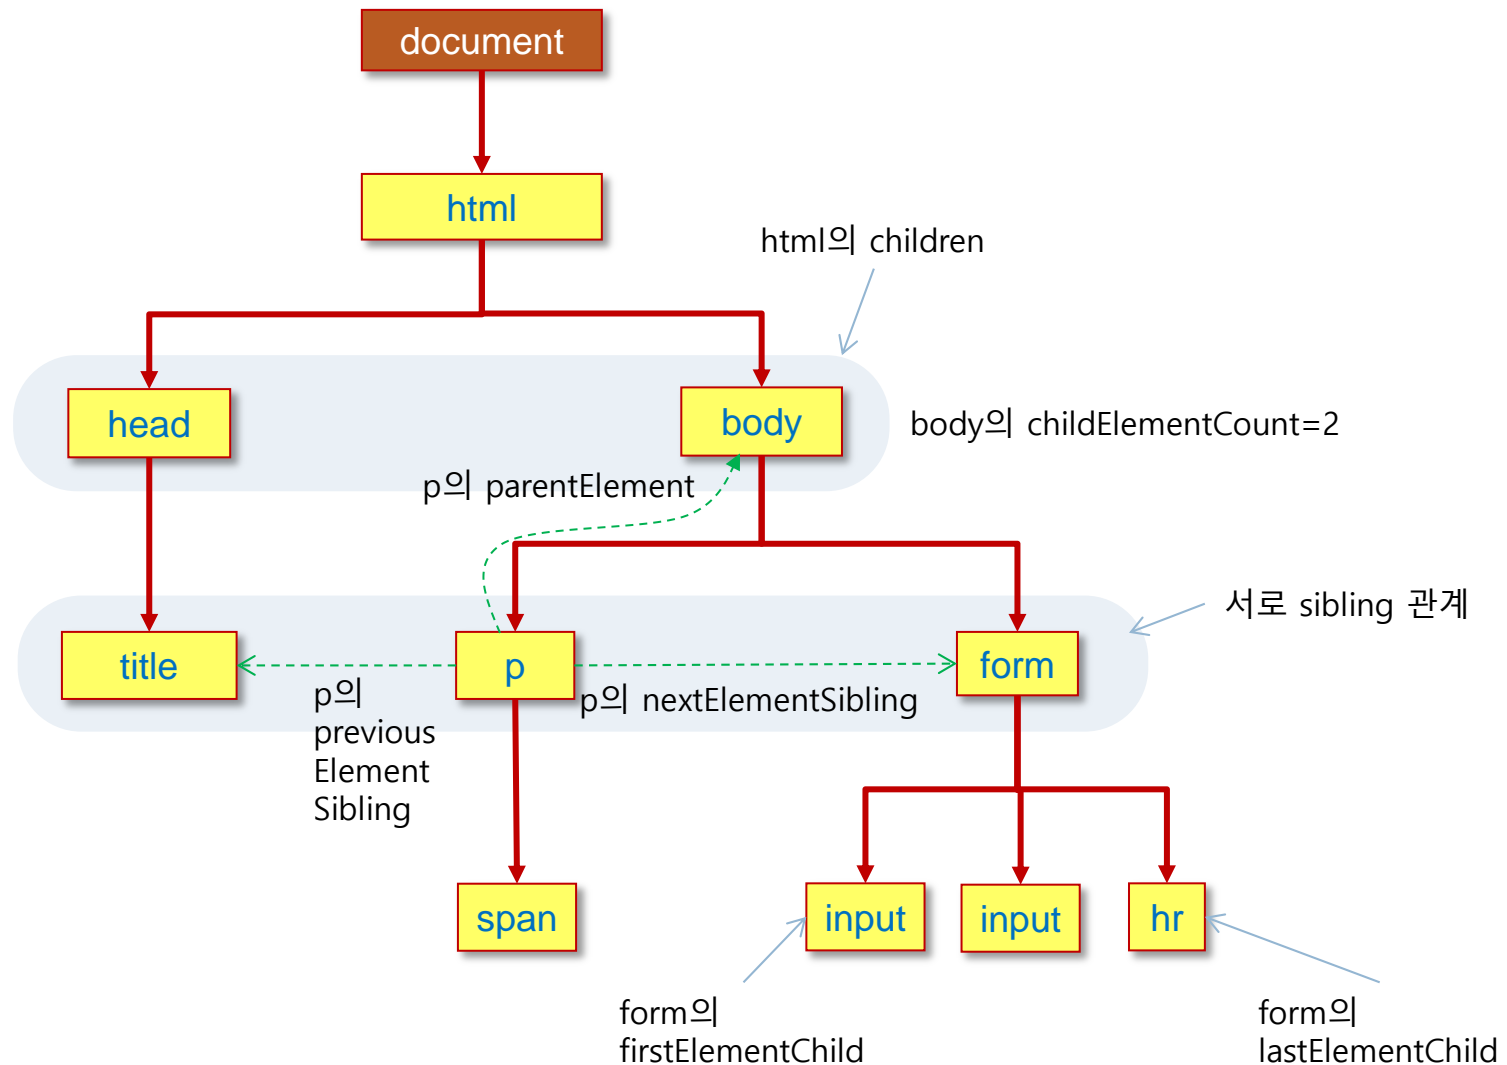 document
html
html의 children
head
body
body의 childElementCount=2
p의 parentElement
서로 sibling 관계
title
p
form
p의
previous
Element
Sibling
p의 nextElementSibling
span
input
input
hr
form의
firstElementChild
form의
lastElementChild